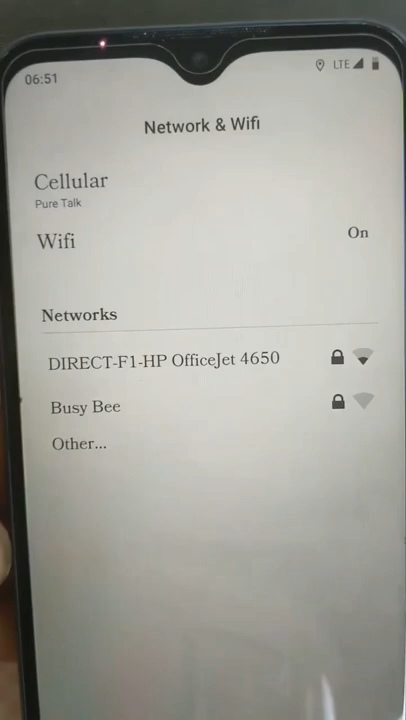 06:51
LTE
Network & Wifi
Cellular
Pure Talk
Wifi
On
Networks
DIRECT-F1-HP OfficeJet 4650
Busy Bee
Other...